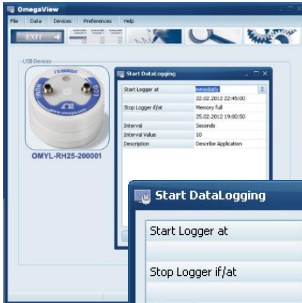 OmegaView
File Data Devices Preferences Help
EXIT
USB Devices
OMYL-RH25-200001
Start DataLogging
Start Logger at immediatly
22.02.2012 22:45:00
Stop Logger if/at Memory full
25.02.2012 19:00:50
Interval Seconds
Interval Value 10
Description Describe Application
Start DataLogging
Start Logger at
Stop Logger if/at